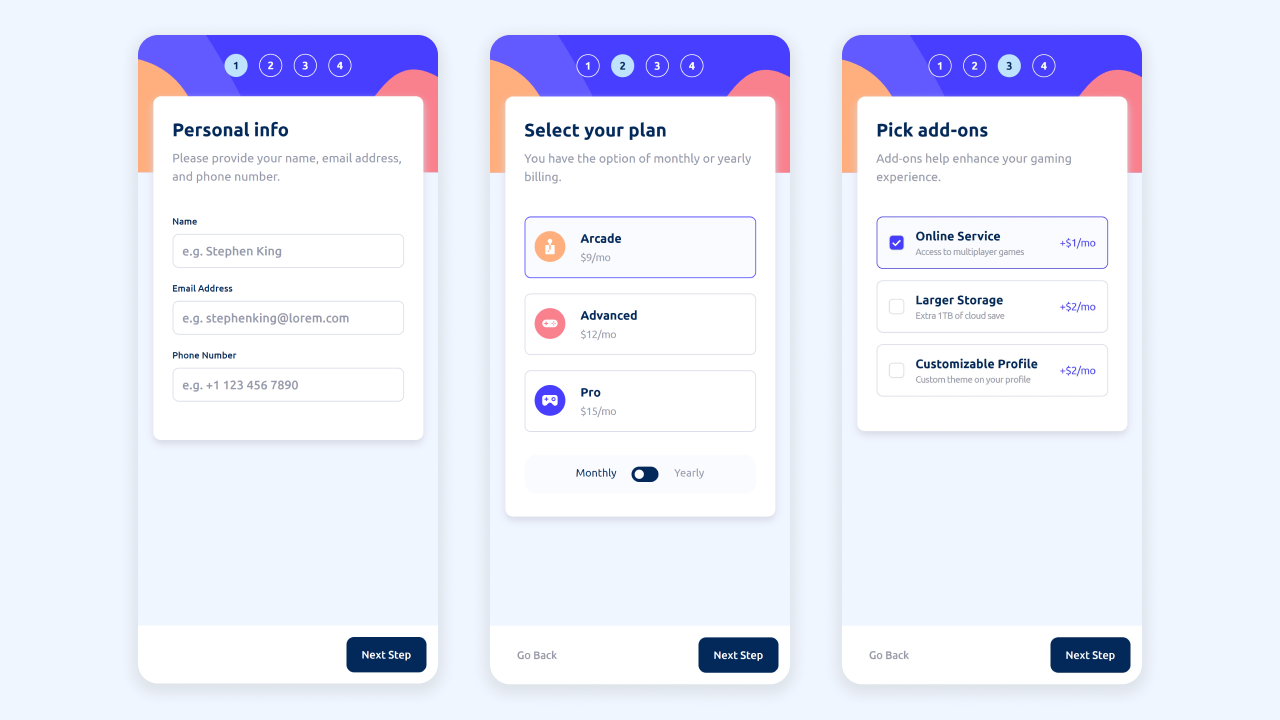 1 2 3 4
Personal info
Please provide your name, email address,
and phone number.
Name
e.g. Stephen King
Email Address
e.g. stephenking@lorem.com
Phone Number
e.g. +1 123 456 7890
Next Step
1 2 3 4
Select your plan
You have the option of monthly or yearly
billing.
Arcade
$9/mo
Advanced
$12/mo
Pro
$15/mo
Monthly Yearly
Go Back Next Step
1 2 3 4
Pick add-ons
Add-ons help enhance your gaming
experience.
Online Service
Access to multiplayer games
+$1/mo
Larger Storage
Extra 1TB of cloud save
+$2/mo
Customizable Profile
Custom theme on your profile
+$2/mo
Go Back Next Step